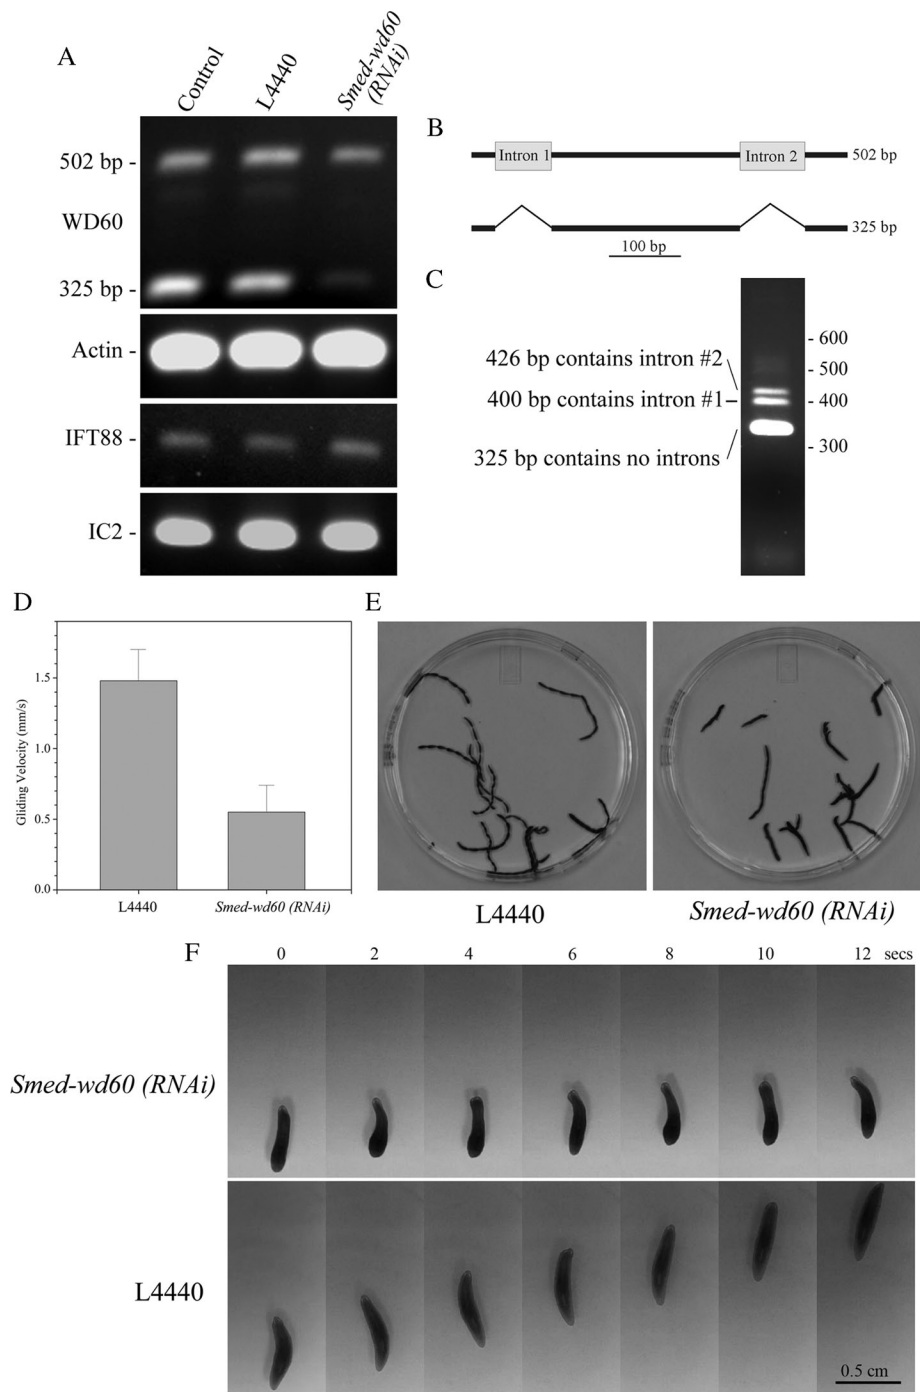 A
Control
L4440
Smed-wd60
(RNAi)
502 bp -
WD60
325 bp -
Actin -
IFT88 -
IC2 -
B
Intron 1
Intron 2
502 bp
325 bp
100 bp
C
426 bp contains intron #2
400 bp contains intron #1
325 bp contains no introns
- 600
- 500
- 400
- 300
D
Gliding Velocity (mm/s)
1.5
1.0
0.5
0.0
L4440
Smed-wd60 (RNAi)
E
L4440
Smed-wd60 (RNAi)
F
0 2 4 6 8 10 12 secs
Smed-wd60 (RNAi)
L4440
0.5 cm